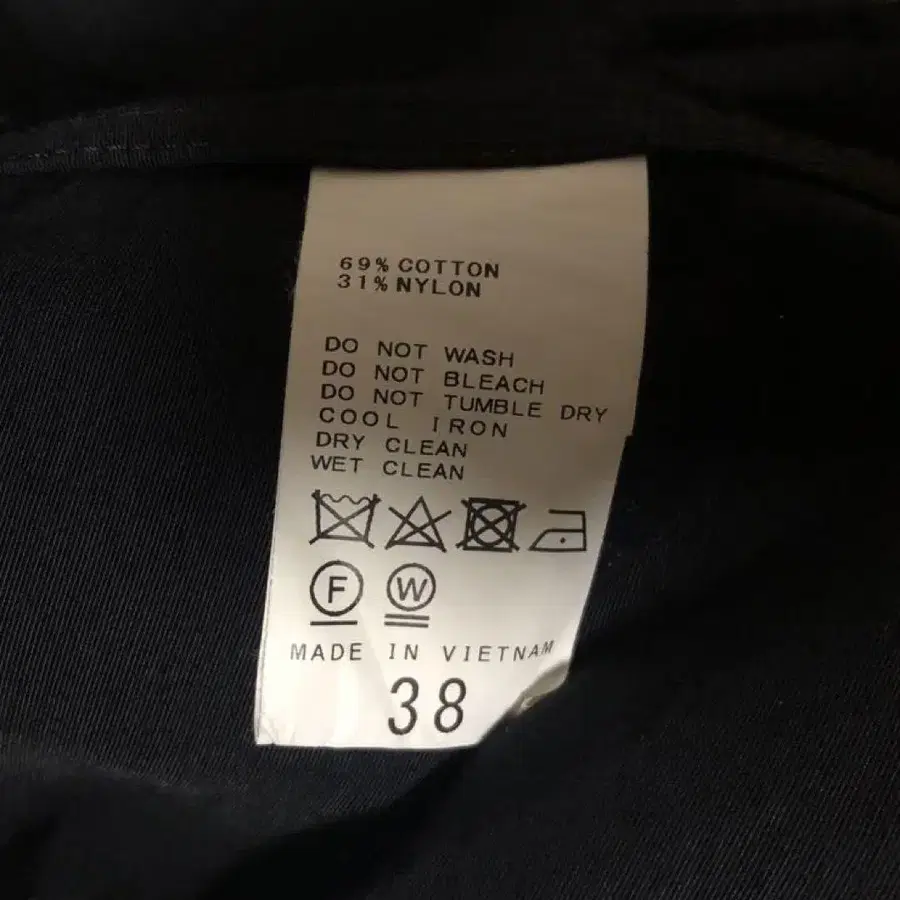 69% COTTON
31% NYLON
DO NOT WASH
DO NOT BLEACH
DO NOT TUMBLE DRY
COOL IRON
DRY CLEAN
WET CLEAN
F W
MADE IN VIETNAM
38